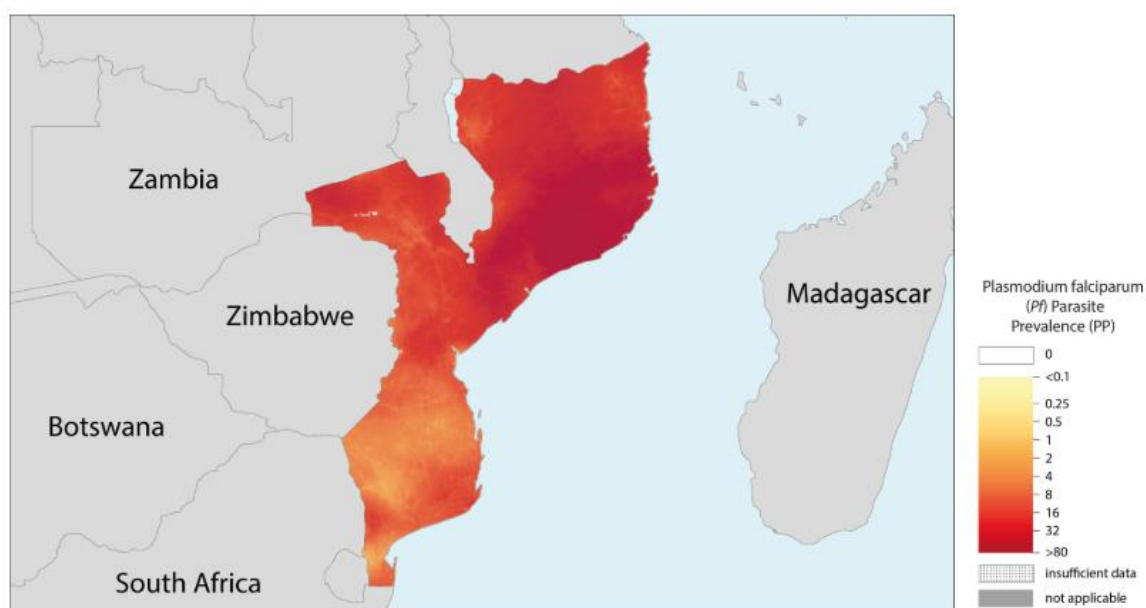 Zambia
Zimbabwe
Madagascar
Botswana
South Africa
Plasmodium falciparum
(Pf) Parasite
Prevalence (PP)
0
<0.1
0.25
0.5
1
2
4
8
16
32
>80
insufficient data
not applicable